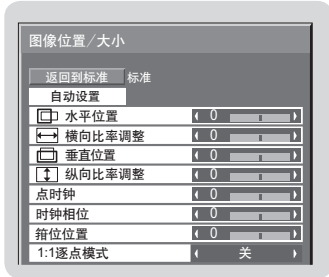 图像位置/大小
返回到标准 标准
自动设置
水平位置 0
横向比率调整 0
垂直位置 0
纵向比率调整 0
点时钟 0
时钟相位 0
箝位位置 0
1:1逐点模式 关